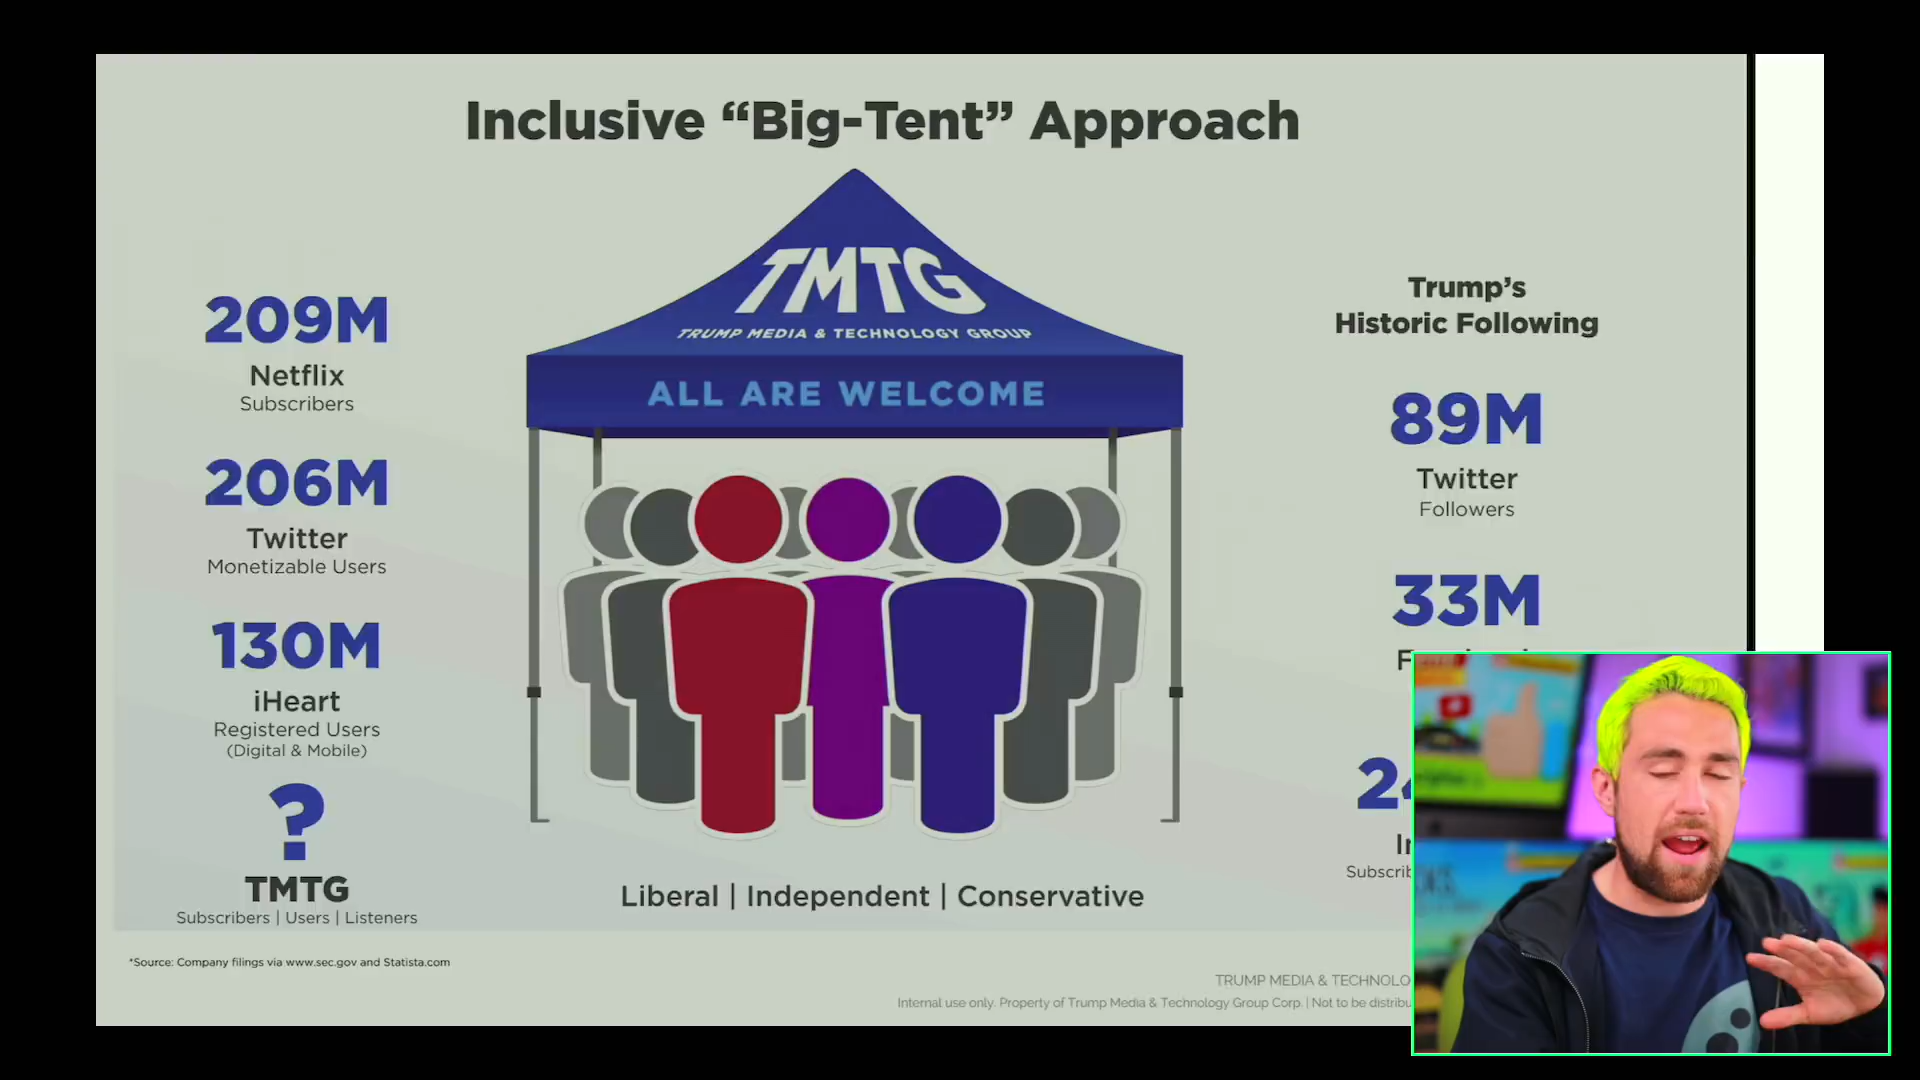 Inclusive “Big-Tent” Approach
209M
Netflix
Subscribers
206M
Twitter
Monetizable Users
130M
iHeart
Registered Users
(Digital & Mobile)
?
TMTG
Subscribers | Users | Listeners
TMTG
TRUMP MEDIA & TECHNOLOGY GROUP
ALL ARE WELCOME
Liberal | Independent | Conservative
Trump’s
Historic Following
89M
Twitter
Followers
33M
*Source: Company filings via www.sec.gov and Statista.com
TRUMP MEDIA &
Internal use only. Property of Trump Media & Technology Group Corp. | Not to be